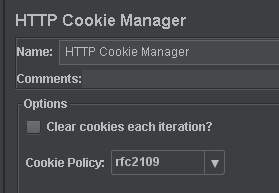 HTTP Cookie Manager
Name: HTTP Cookie Manager
Comments:
Options
Clear cookies each iteration?
Cookie Policy: rfc2109